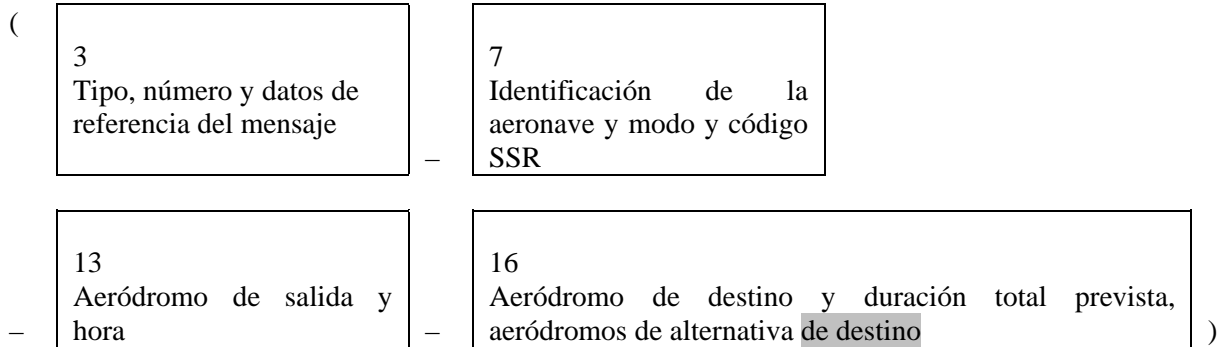 (
3
Tipo, número y datos de
referencia del mensaje
–
7
Identificación de la
aeronave y modo y código
SSR
–
13
Aeródromo de salida y
hora
–
16
Aeródromo de destino y duración total prevista,
aeródromos de alternativa de destino
)